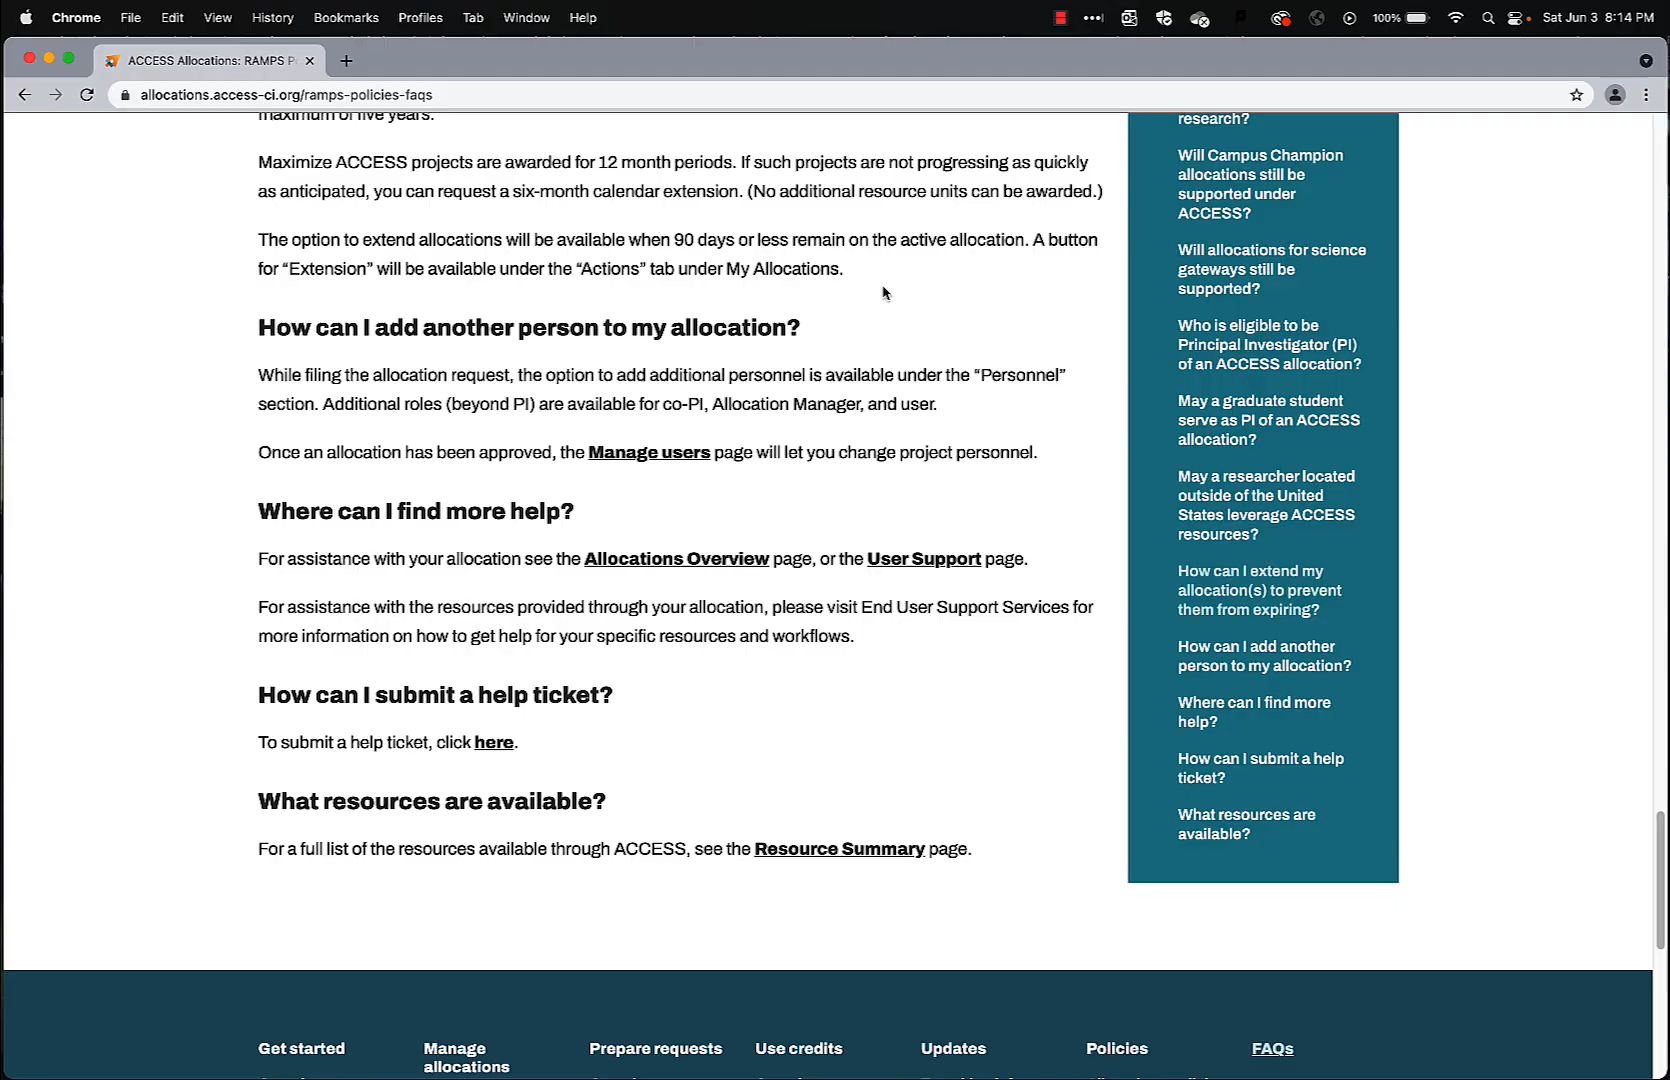 Chrome File Edit View History Bookmarks Profiles Tab Window Help 100% Sat Jun 3 8:14 PM
ACCESS Allocations: RAMPS P
allocations.access-ci.org/ramps-policies-faqs
maximum of five years.
Maximize ACCESS projects are awarded for 12 month periods. If such projects are not progressing as quickly
as anticipated, you can request a six-month calendar extension. (No additional resource units can be awarded.)
The option to extend allocations will be available when 90 days or less remain on the active allocation. A button
for “Extension” will be available under the “Actions” tab under My Allocations.
How can I add another person to my allocation?
While filing the allocation request, the option to add additional personnel is available under the “Personnel”
section. Additional roles (beyond PI) are available for co-PI, Allocation Manager, and user.
Once an allocation has been approved, the Manage users page will let you change project personnel.
Where can I find more help?
For assistance with your allocation see the Allocations Overview page, or the User Support page.
For assistance with the resources provided through your allocation, please visit End User Support Services for
more information on how to get help for your specific resources and workflows.
How can I submit a help ticket?
To submit a help ticket, click here.
What resources are available?
For a full list of the resources available through ACCESS, see the Resource Summary page.
research?
Will Campus Champion
allocations still be
supported under
ACCESS?
Will allocations for science
gateways still be
supported?
Who is eligible to be
Principal Investigator (PI)
of an ACCESS allocation?
May a graduate student
serve as PI of an ACCESS
allocation?
May a researcher located
outside of the United
States leverage ACCESS
resources?
How can I extend my
allocation(s) to prevent
them from expiring?
How can I add another
person to my allocation?
Where can I find more
help?
How can I submit a help
ticket?
What resources are
available?
Get started
Manage
allocations
Prepare requests
Use credits
Updates
Policies
FAQs